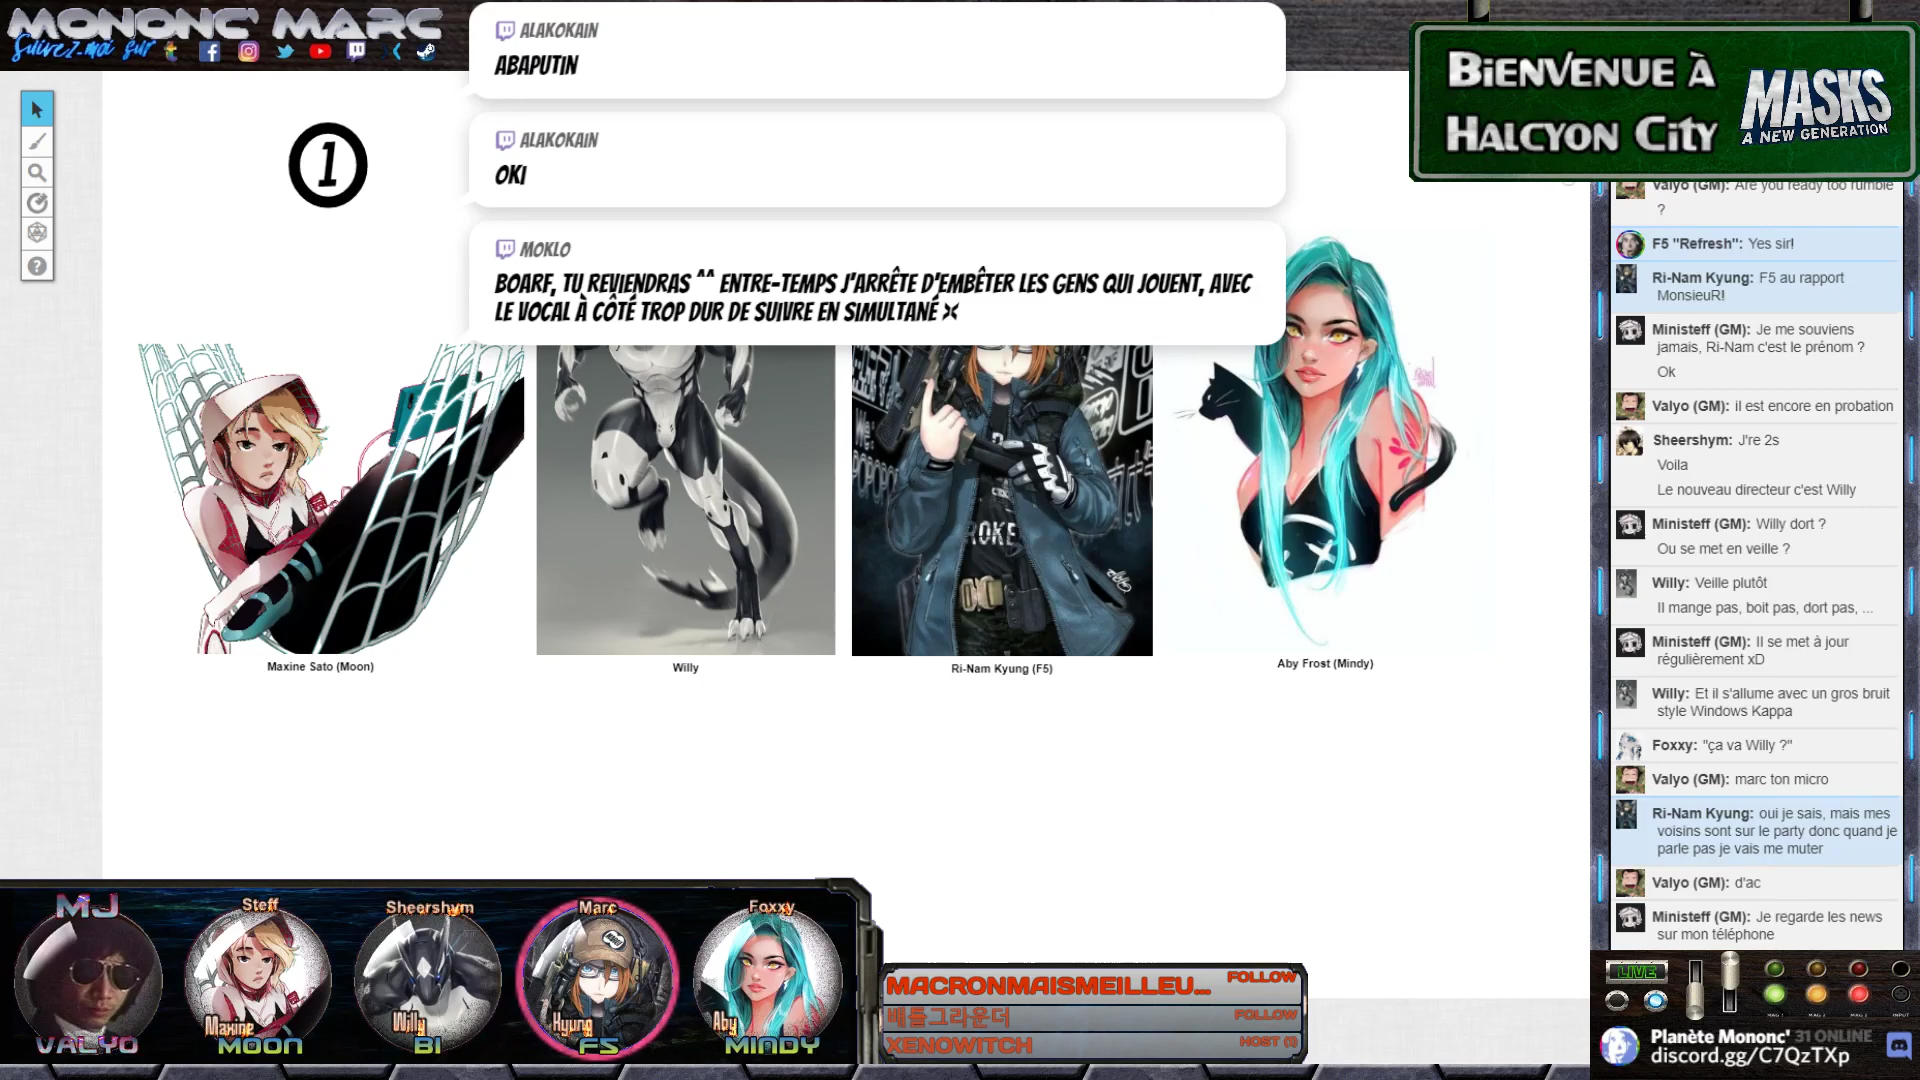 MONONC' MARC
Suivez-moi sur
ALAKOKAIN
ABAPUTIN
ALAKOKAIN
OKI
MOKLO
BOARF, TU REVIENDRAS ^^ ENTRE-TEMPS J'ARRÊTE D'EMBÊTER LES GENS QUI JOUENT, AVEC
LE VOCAL À CÔTÉ TROP DUR DE SUIVRE EN SIMULTANÉ ><
BIENVENUE À
HALCYON CITY
MASKS
A NEW GENERATION
1
Maxine Sato (Moon)
Willy
Ri-Nam Kyung (F5)
Aby Frost (Mindy)
Valyo (GM): Are you ready too rumble
?
F5 "Refresh": Yes sir!
Ri-Nam Kyung: F5 au rapport
MonsieuR!
Ministeff (GM): Je me souviens
jamais, Ri-Nam c'est le prénom ?
Ok
Valyo (GM): il est encore en probation
Sheershym: J're 2s
Voila
Le nouveau directeur c'est Willy
Ministeff (GM): Willy dort ?
Ou se met en veille ?
Willy: Veille plutôt
Il mange pas, boit pas, dort pas, ...
Ministeff (GM): Il se met à jour
régulièrement xD
Willy: Et il s'allume avec un gros bruit
style Windows Kappa
Foxxy: "ça va Willy ?"
Valyo (GM): marc ton micro
Ri-Nam Kyung: oui je sais, mais mes
voisins sont sur le party donc quand je
parle pas je vais me muter
Valyo (GM): d'ac
Ministeff (GM): Je regarde les news
sur mon téléphone
MJ
VALYO
Steff
Maxine
MOON
Sheershym
Willy
BI
Marc
Kyung
F5
Foxxy
Aby
MINDY
MACRONMAISMEILLEU... FOLLOW
배틀그라운더 FOLLOW
XENOWITCH HOST (1)
LIVE
MAG 1
MAG 2
INPUT
Planète Mononc' 31 ONLINE
discord.gg/C7QzTXp